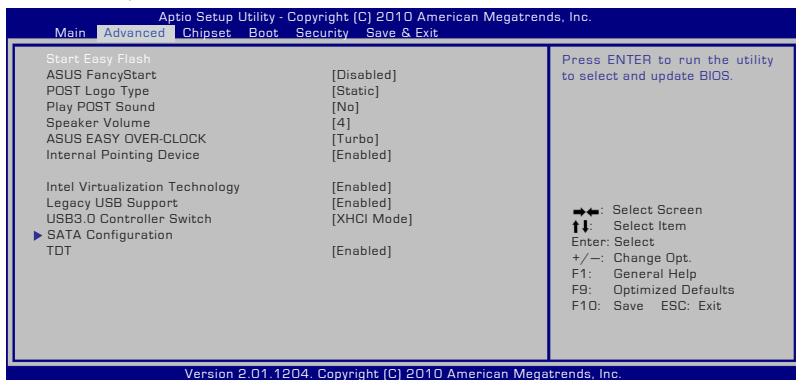 Aptio Setup Utility - Copyright (C) 2010 American Megatrends, Inc.
Main Advanced Chipset Boot Security Save & Exit
Start Easy Flash
ASUS FancyStart [Disabled]
POST Logo Type [Static]
Play POST Sound [No]
Speaker Volume [4]
ASUS EASY OVER-CLOCK [Turbo]
Internal Pointing Device [Enabled]
Intel Virtualization Technology [Enabled]
Legacy USB Support [Enabled]
USB3.0 Controller Switch [XHCI Mode]
SATA Configuration
TDT [Enabled]
Press ENTER to run the utility
to select and update BIOS.
→←: Select Screen
↑↓: Select Item
Enter: Select
+/—: Change Opt.
F1: General Help
F9: Optimized Defaults
F10: Save ESC: Exit
Version 2.01.1204. Copyright (C) 2010 American Megatrends, Inc.